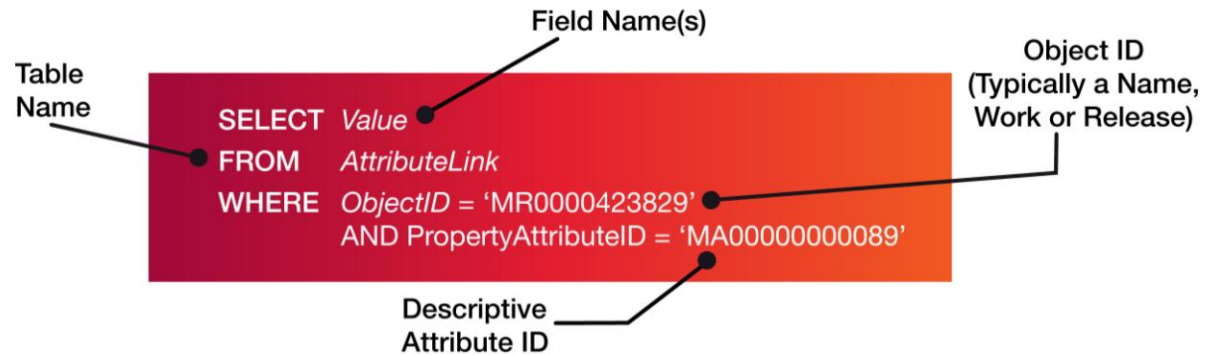 Field Name(s)
Table
Name
Object ID
(Typically a Name,
Work or Release)
SELECT Value
FROM AttributeLink
WHERE ObjectID = ‘MR0000423829’
AND PropertyAttributeID = ‘MA00000000089’
Descriptive
Attribute ID